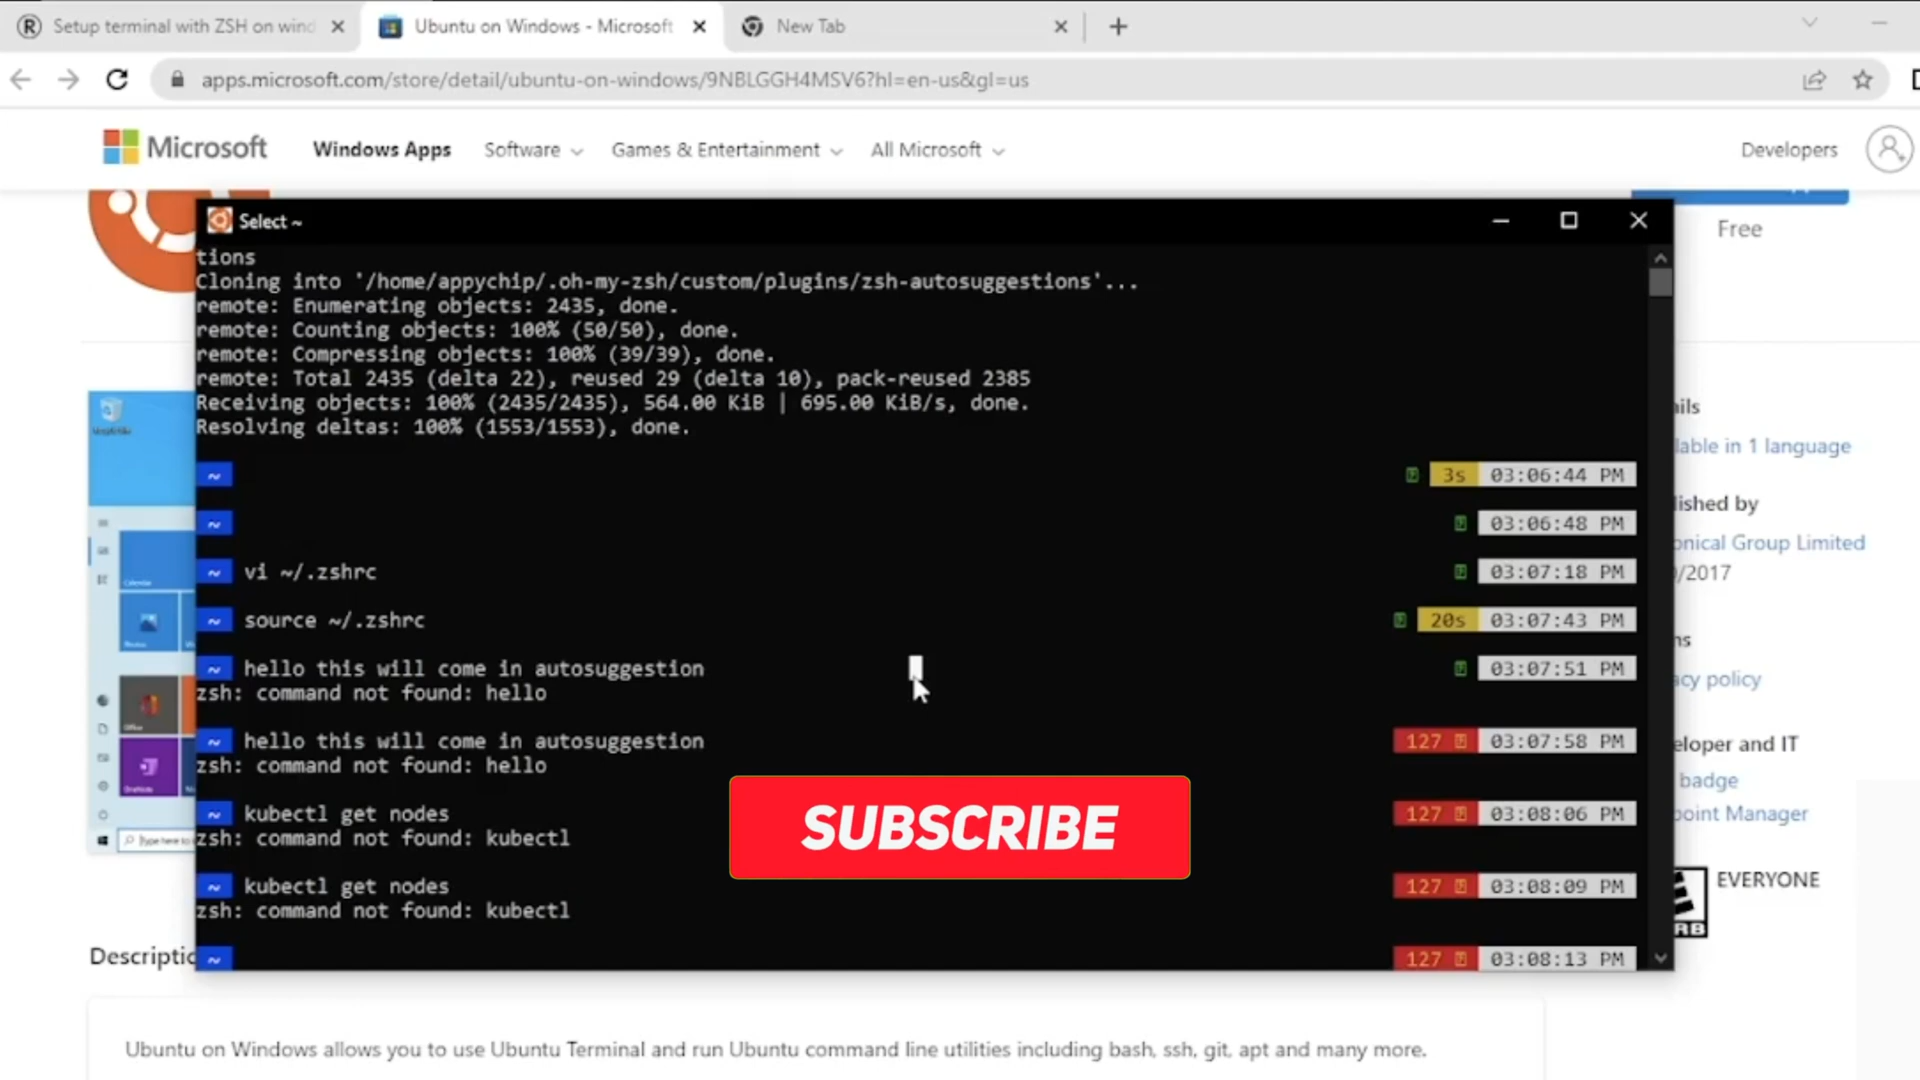 Setup terminal with ZSH on wind
Ubuntu on Windows - Microsoft
New Tab
apps.microsoft.com/store/detail/ubuntu-on-windows/9NBLGGH4MSV6?hl=en-us&gl=us
Microsoft
Windows Apps
Software
Games & Entertainment
All Microsoft
Developers
Free
Select ~
tions
Cloning into '/home/appychip/.oh-my-zsh/custom/plugins/zsh-autosuggestions'...
remote: Enumerating objects: 2435, done.
remote: Counting objects: 100% (50/50), done.
remote: Compressing objects: 100% (39/39), done.
remote: Total 2435 (delta 22), reused 29 (delta 10), pack-reused 2385
Receiving objects: 100% (2435/2435), 564.00 KiB | 695.00 KiB/s, done.
Resolving deltas: 100% (1553/1553), done.
~ 3s 03:06:44 PM
~ 03:06:48 PM
~ vi ~/.zshrc 03:07:18 PM
~ source ~/.zshrc 20s 03:07:43 PM
~ hello this will come in autosuggestion 03:07:51 PM
zsh: command not found: hello
~ hello this will come in autosuggestion 127 03:07:58 PM
zsh: command not found: hello
~ kubectl get nodes 127 03:08:06 PM
zsh: command not found: kubectl
~ kubectl get nodes 127 03:08:09 PM
zsh: command not found: kubectl
~ 127 03:08:13 PM
SUBSCRIBE
ails
lable in 1 language
lished by
onical Group Limited
/2017
ns
acy policy
eloper and IT
badge
point Manager
EVERYONE
RB
Descriptio
Ubuntu on Windows allows you to use Ubuntu Terminal and run Ubuntu command line utilities including bash, ssh, git, apt and many more.